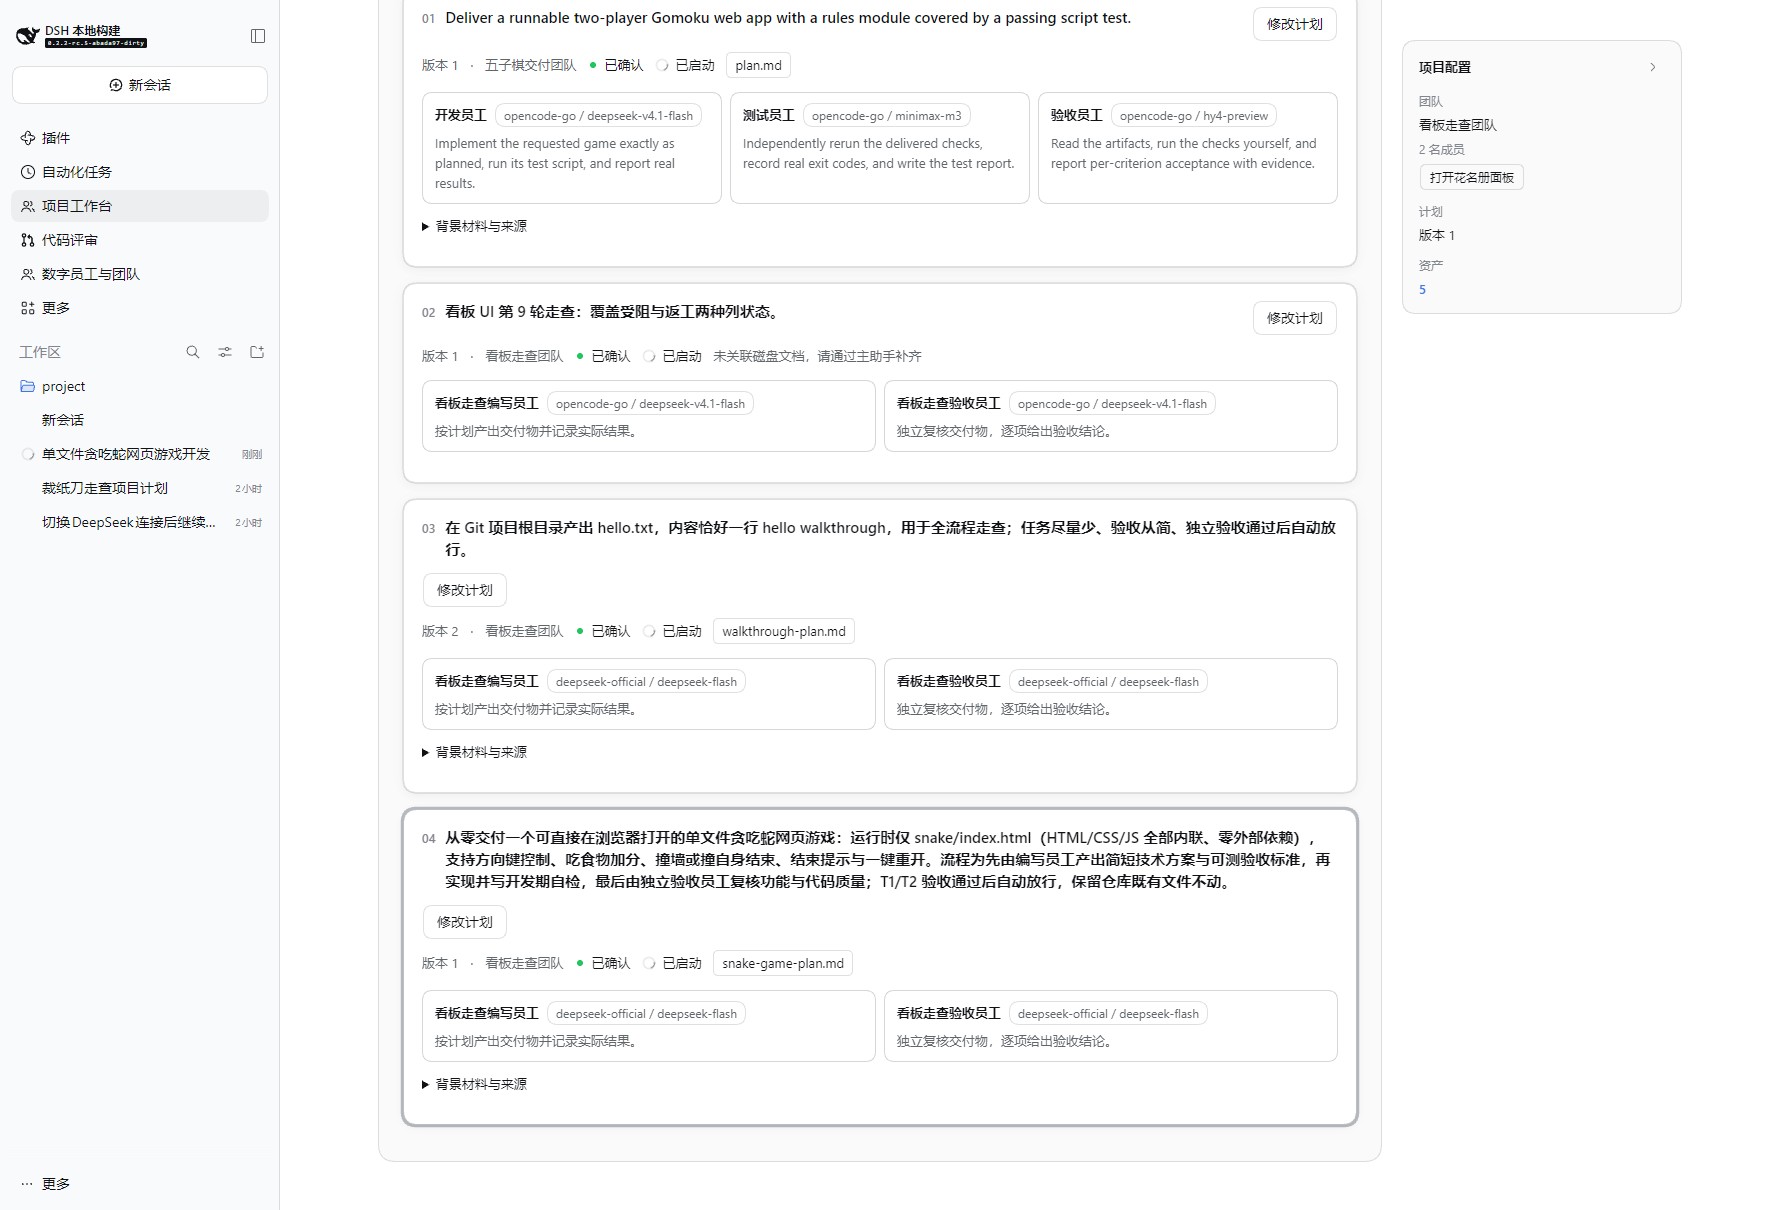 DSH 本地构建
0.3.2-rc.5-abada97-dirty
新会话
插件
自动化任务
项目工作台
代码评审
数字员工与团队
更多
工作区
project
新会话
单文件贪吃蛇网页游戏开发 刚刚
裁纸刀走查项目计划 2小时
切换DeepSeek连接后继续... 2小时
... 更多
01 Deliver a runnable two-player Gomoku web app with a rules module covered by a passing script test.
修改计划
版本 1 · 五子棋交付团队 已确认 已启动 plan.md
开发员工 opencode-go / deepseek-v4.1-flash
Implement the requested game exactly as
planned, run its test script, and report real
results.
测试员工 opencode-go / minimax-m3
Independently rerun the delivered checks,
record real exit codes, and write the test report.
验收员工 opencode-go / hy4-preview
Read the artifacts, run the checks yourself, and
report per-criterion acceptance with evidence.
背景材料与来源
02 看板 UI 第 9 轮走查：覆盖受阻与返工两种列状态。
修改计划
版本 1 · 看板走查团队 已确认 已启动 未关联磁盘文档，请通过主助手补齐
看板走查编写员工 opencode-go / deepseek-v4.1-flash
按计划产出交付物并记录实际结果。
看板走查验收员工 opencode-go / deepseek-v4.1-flash
独立复核交付物，逐项给出验收结论。
03 在 Git 项目根目录产出 hello.txt，内容恰好一行 hello walkthrough，用于全流程走查；任务尽量少、验收从简、独立验收通过后自动放
行。
修改计划
版本 2 · 看板走查团队 已确认 已启动 walkthrough-plan.md
看板走查编写员工 deepseek-official / deepseek-flash
按计划产出交付物并记录实际结果。
看板走查验收员工 deepseek-official / deepseek-flash
独立复核交付物，逐项给出验收结论。
背景材料与来源
04 从零交付一个可直接在浏览器打开的单文件贪吃蛇网页游戏：运行时仅 snake/index.html（HTML/CSS/JS 全部内联、零外部依赖），
支持方向键控制、吃食物加分、撞墙或撞自身结束、结束提示与一键重开。流程为先由编写员工产出简短技术方案与可测验收标准，再
实现并写开发期自检，最后由独立验收员工复核功能与代码质量；T1/T2 验收通过后自动放行，保留仓库既有文件不动。
修改计划
版本 1 · 看板走查团队 已确认 已启动 snake-game-plan.md
看板走查编写员工 deepseek-official / deepseek-flash
按计划产出交付物并记录实际结果。
看板走查验收员工 deepseek-official / deepseek-flash
独立复核交付物，逐项给出验收结论。
背景材料与来源
项目配置
团队
看板走查团队
2 名成员
打开花名册面板
计划
版本 1
资产
5